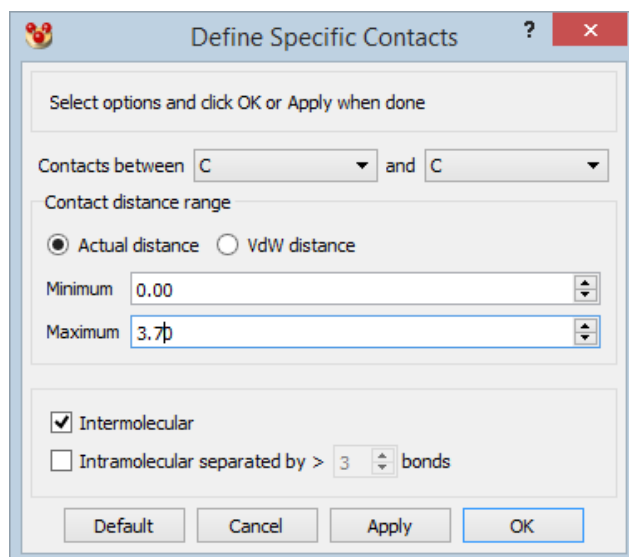 Define Specific Contacts ?
Select options and click OK or Apply when done
Contacts between C and C
Contact distance range
Actual distance VdW distance
Minimum 0.00
Maximum 3.70
Intermolecular
Intramolecular separated by > 3 bonds
Default Cancel Apply OK